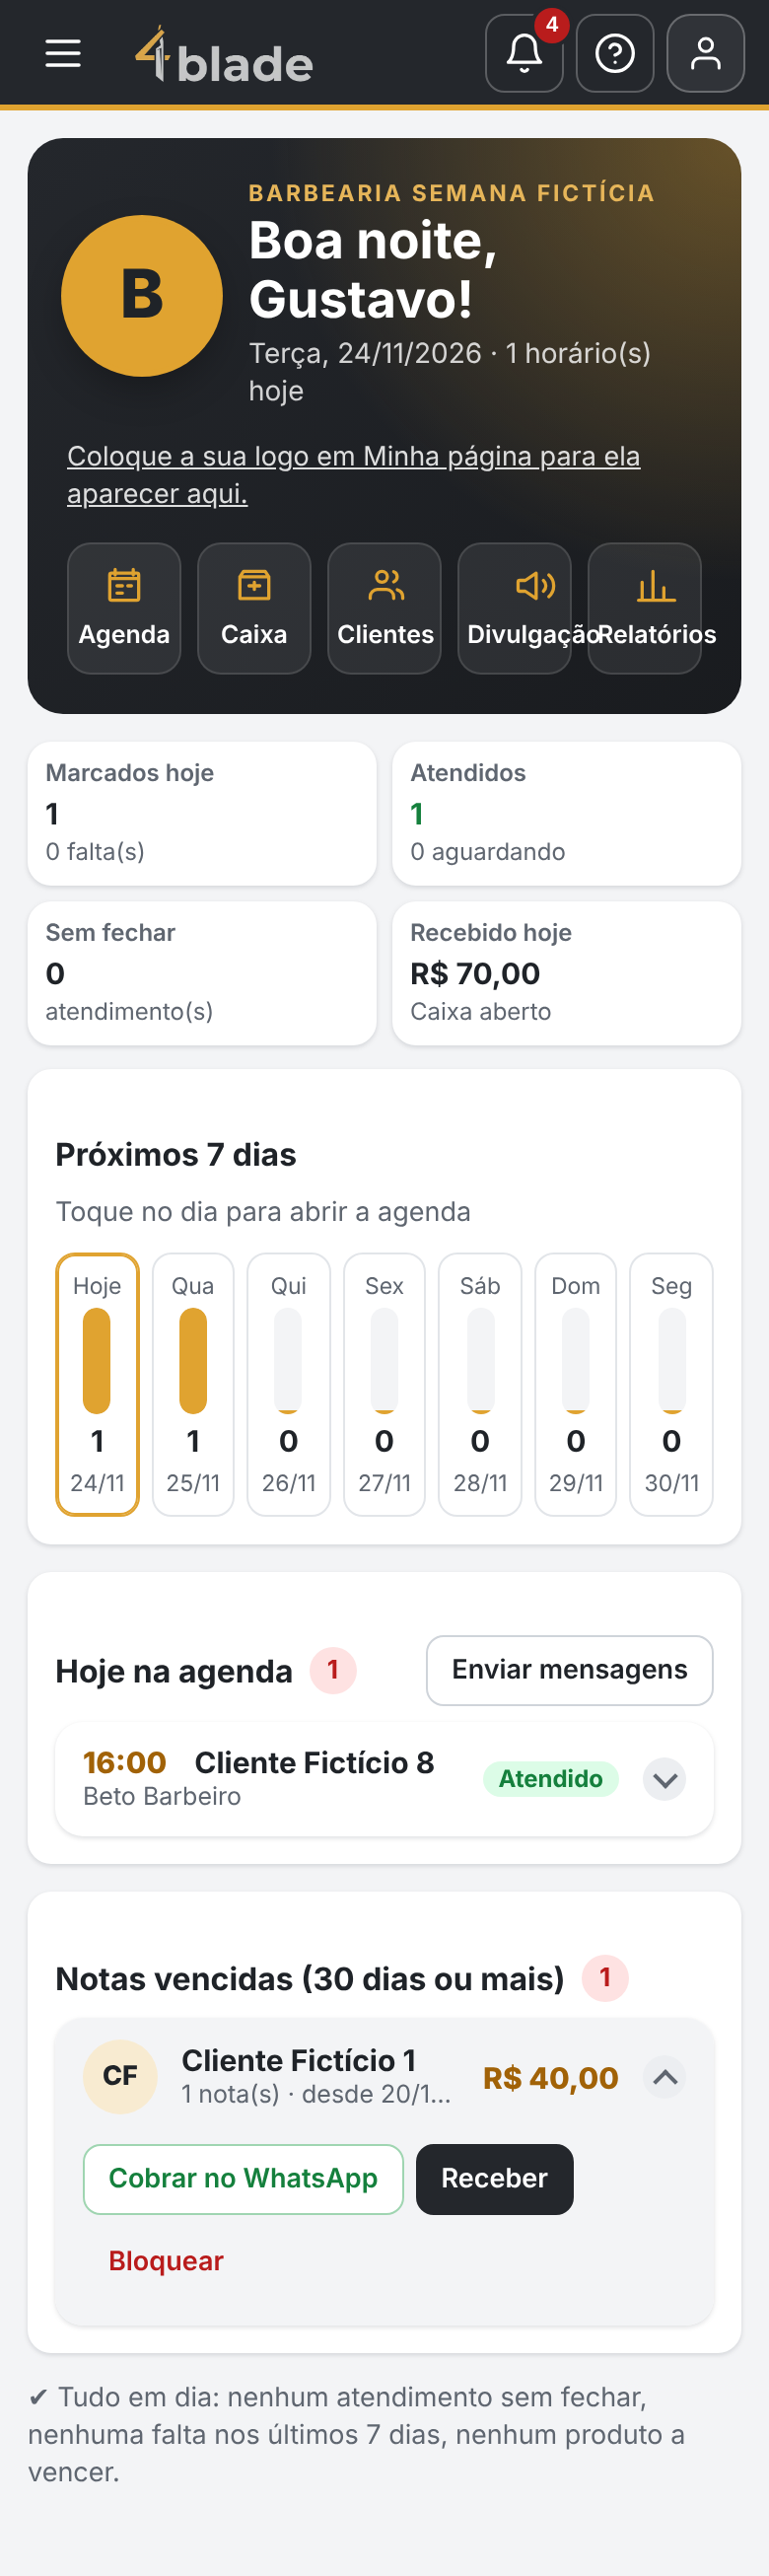 4blade
4
BARBEARIA SEMANA FICTÍCIA
B
Boa noite,
Gustavo!
Terça, 24/11/2026 · 1 horário(s)
hoje
Coloque a sua logo em Minha página para ela
aparecer aqui.
Agenda Caixa Clientes Divulgação Relatórios
Marcados hoje
1
0 falta(s)
Atendidos
1
0 aguardando
Sem fechar
0
atendimento(s)
Recebido hoje
R$ 70,00
Caixa aberto
Próximos 7 dias
Toque no dia para abrir a agenda
Hoje Qua Qui Sex Sáb Dom Seg
1 1 0 0 0 0 0
24/11 25/11 26/11 27/11 28/11 29/11 30/11
Hoje na agenda 1 Enviar mensagens
16:00 Cliente Fictício 8
Beto Barbeiro
Atendido
Notas vencidas (30 dias ou mais) 1
CF
Cliente Fictício 1
1 nota(s) · desde 20/1...
R$ 40,00
Cobrar no WhatsApp Receber
Bloquear
✔ Tudo em dia: nenhum atendimento sem fechar,
nenhuma falta nos últimos 7 dias, nenhum produto a
vencer.